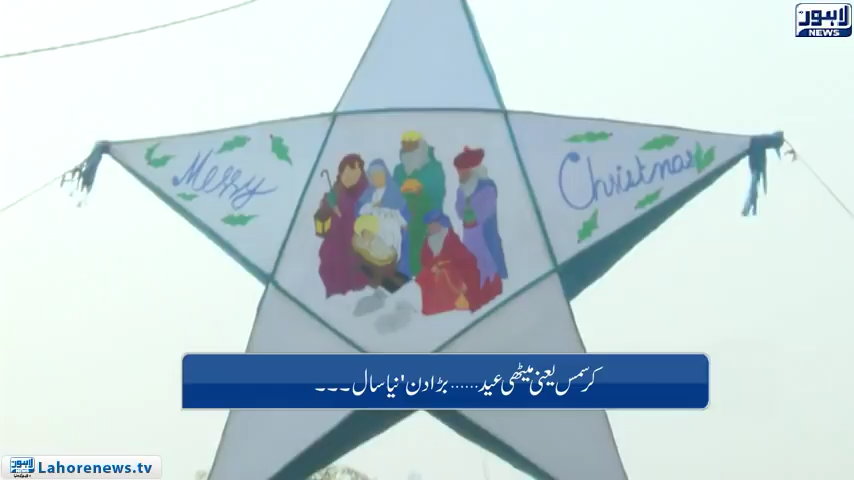 لاہور
NEWS
Merry
Christmas
کرسمس یعنی میٹھی عید......بڑا دن' نیا سال ۔۔۔
Lahorenews.tv